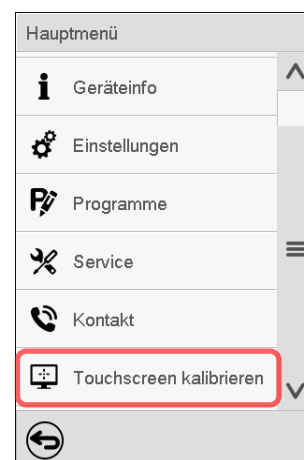 Hauptmenü
Geräteinfo
Einstellungen
Programme
Service
Kontakt
Touchscreen kalibrieren